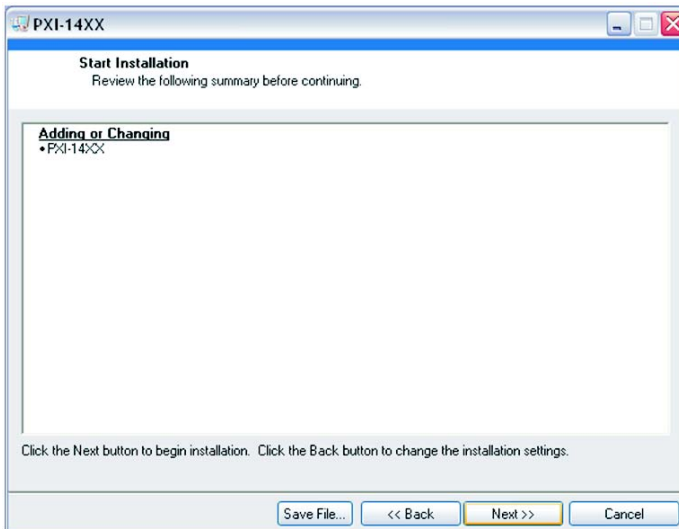 PXI-14XX
Start Installation
Review the following summary before continuing.
Adding or Changing
•PXI-14XX
Click the Next button to begin installation. Click the Back button to change the installation settings.
Save File... << Back Next >> Cancel